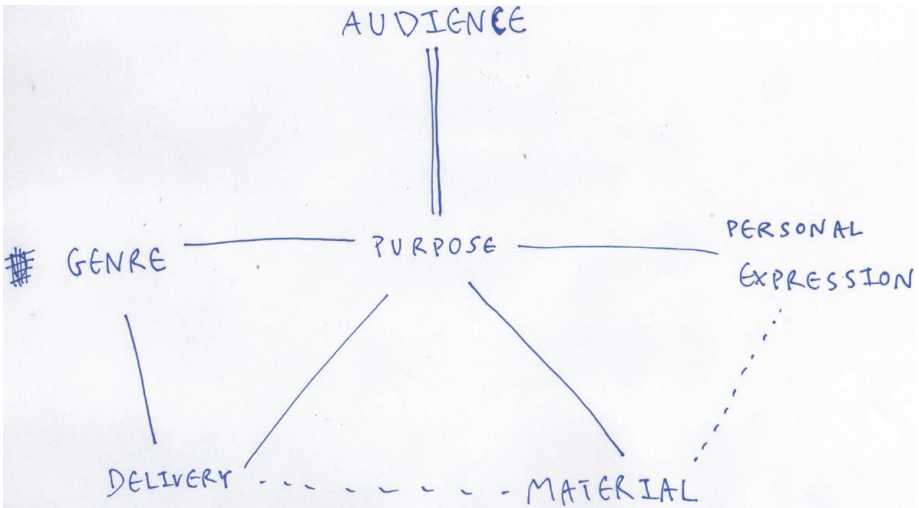 AUDIENCE
GENRE
PURPOSE
PERSONAL
EXPRESSION
DELIVERY
MATERIAL